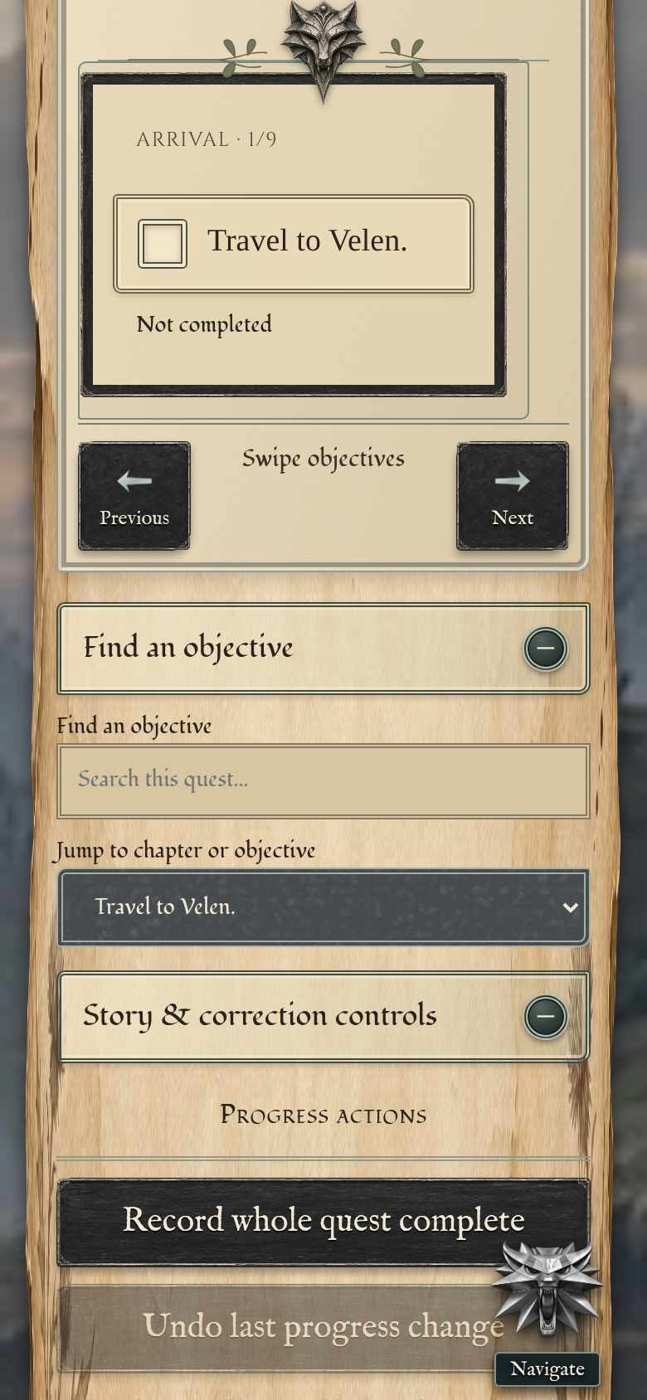 ARRIVAL · 1/9
Travel to Velen.
Not completed
Swipe objectives
Previous
Next
Find an objective
Find an objective
Search this quest...
Jump to chapter or objective
Travel to Velen.
Story & correction controls
Progress actions
Record whole quest complete
Undo last progress change
Navigate